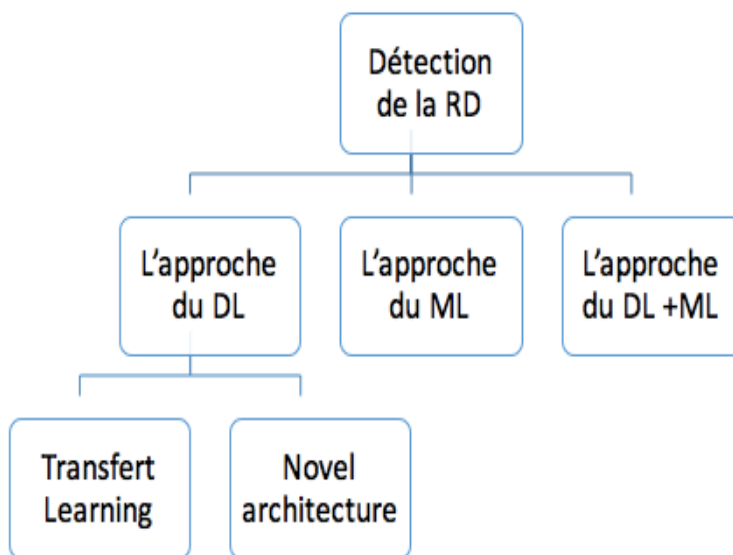 Détection
de la RD
L'approche
du DL
L'approche
du ML
L'approche
du DL +ML
Transfert
Learning
Novel
architecture